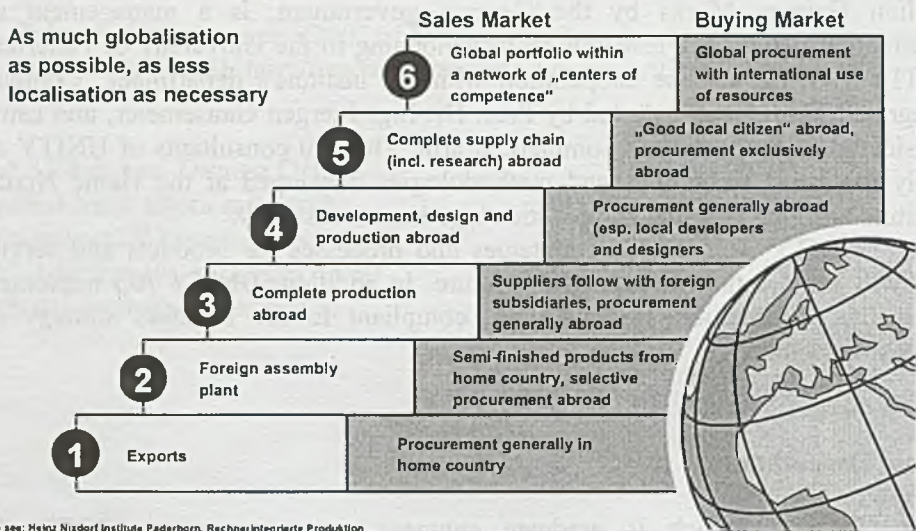 Sales Market
Buying Market
As much globalisation
as possible, as less
localisation as necessary
6
Global portfolio within
a network of „centers of
competence"
Global procurement
with international use
of resources
5
Complete supply chain
(incl. research) abroad
„Good local citizen" abroad,
procurement exclusively
abroad
4
Development, design and
production abroad
Procurement generally abroad
(esp. local developers
and designers
3
Complete production
abroad
Suppliers follow with foreign
subsidiaries, procurement
generally abroad
2
Foreign assembly
plant
Semi-finished products from
home country, selective
procurement abroad
1
Exports
Procurement generally in
home country
see: Heinz Nixdorf Institute Paderborn, Rechnerintegrierte Produktion